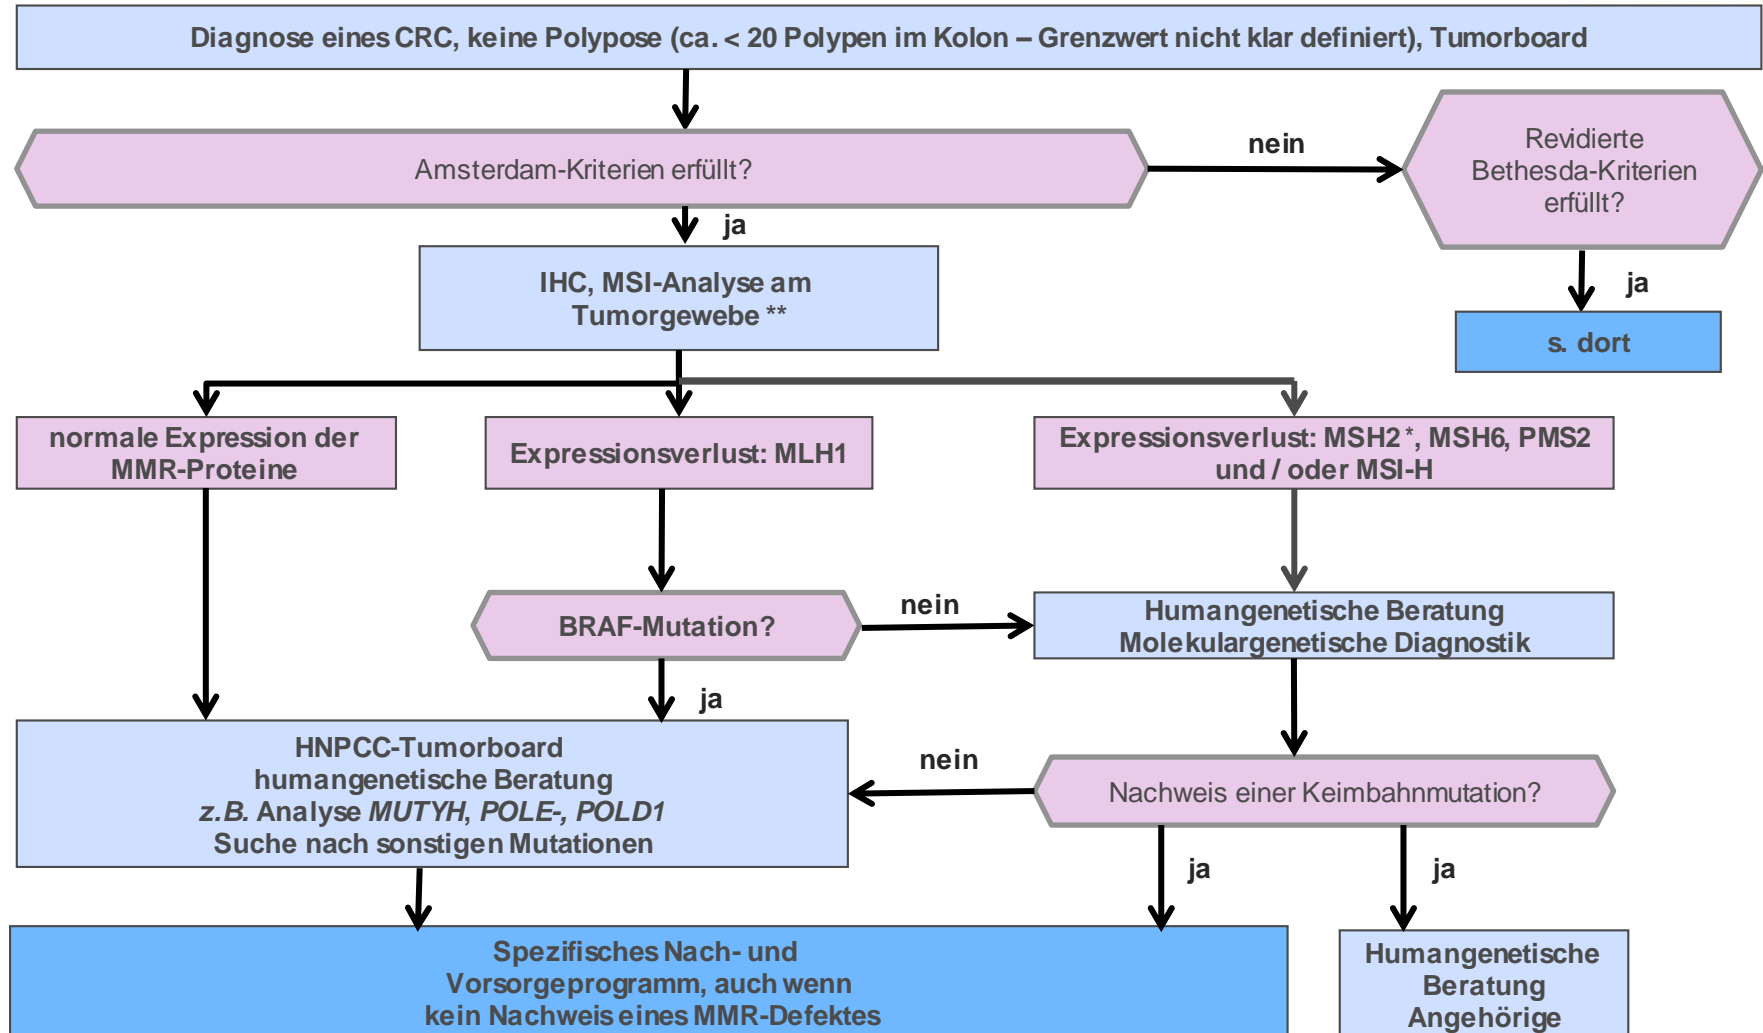 Diagnose eines CRC, keine Polypose (ca. < 20 Polypen im Kolon – Grenzwert nicht klar definiert), Tumorboard
Amsterdam-Kriterien erfüllt?
nein
Revidierte
Bethesda-Kriterien
erfüllt?
ja
IHC, MSI-Analyse am
Tumorgewebe **
ja
s. dort
normale Expression der
MMR-Proteine
Expressionsverlust: MLH1
Expressionsverlust: MSH2 *, MSH6, PMS2
und / oder MSI-H
BRAF-Mutation?
nein
Humangenetische Beratung
Molekulargenetische Diagnostik
ja
HNPCC-Tumorboard
humangenetische Beratung
z.B. Analyse MUTYH, POLE-, POLD1
Suche nach sonstigen Mutationen
nein
Nachweis einer Keimbahnmutation?
ja
ja
Spezifisches Nach- und
Vorsorgeprogramm, auch wenn
kein Nachweis eines MMR-Defektes
Humangenetische
Beratung
Angehörige